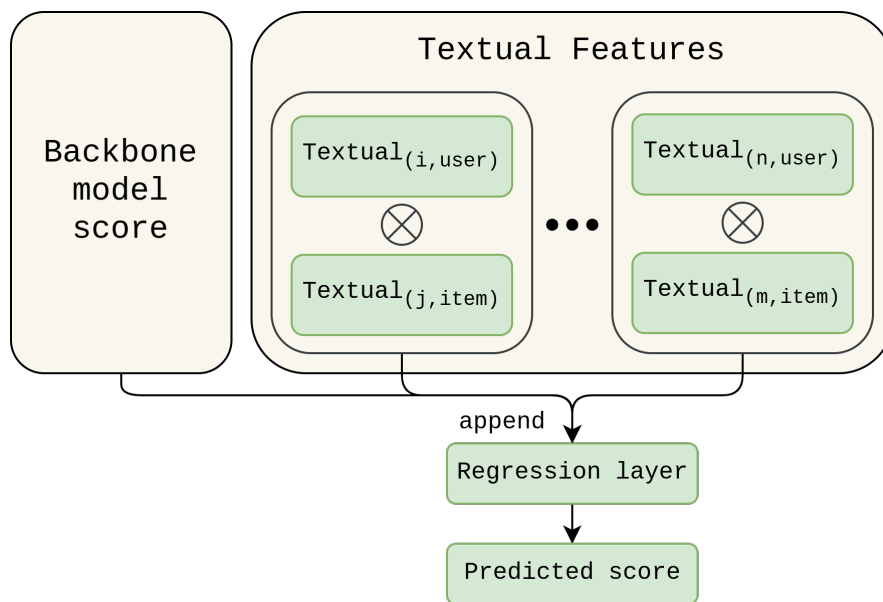 Backbone
model
score
Textual Features
Textual(i,user)
Textual(j,item)
Textual(n,user)
Textual(m,item)
append
Regression layer
Predicted score